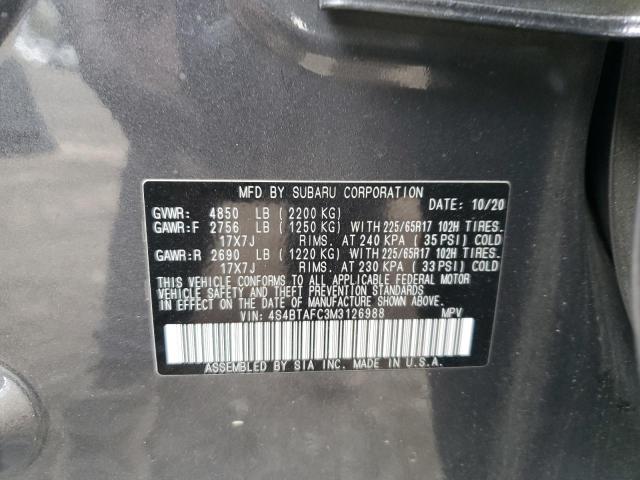 MFD BY SUBARU CORPORATION
DATE: 10/20
GVWR: 4850 LB ( 2200 KG)
GAWR:F 2756 LB ( 1250 KG) WITH 225/65R17 102H TIRES.
17X7J RIMS. AT 240 KPA ( 35 PSI) COLD
GAWR:R 2690 LB ( 1220 KG) WITH 225/65R17 102H TIRES.
17X7J RIMS. AT 230 KPA ( 33 PSI) COLD
THIS VEHICLE CONFORMS TO ALL APPLICABLE FEDERAL MOTOR
VEHICLE SAFETY, BUMPER, AND THEFT PREVENTION STANDARDS
IN EFFECT ON THE DATE OF MANUFACTURE SHOWN ABOVE.
VIN: 4S4BTAFC3M3126988 MPV
ASSEMBLED BY SIA INC. MADE IN U.S.A.